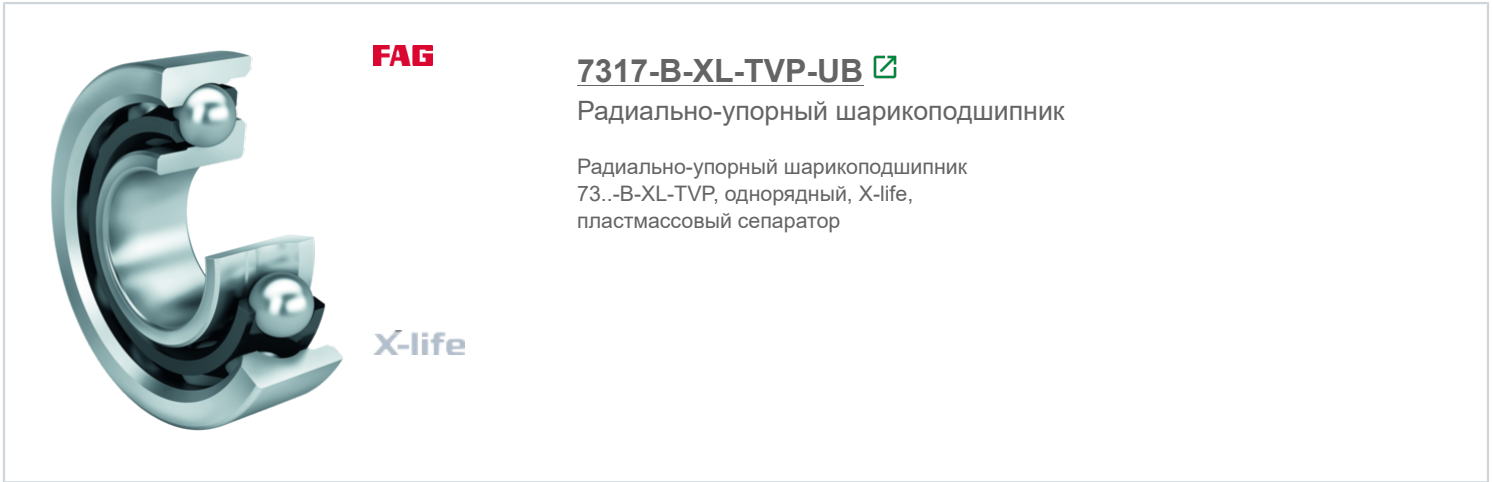 FAG
7317-B-XL-TVP-UB
Радиально-упорный шарикоподшипник
Радиально-упорный шарикоподшипник
73..-B-XL-TVP, однорядный, X-life,
пластмассовый сепаратор
X-life